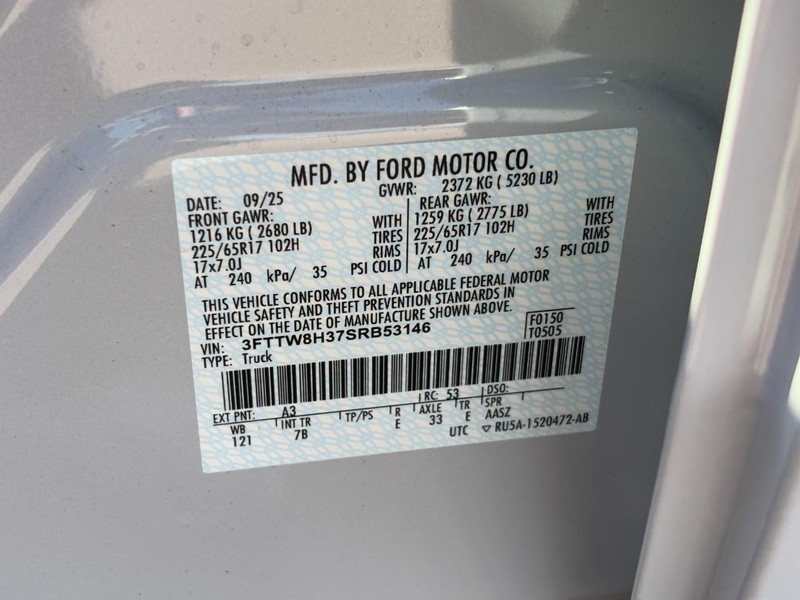 MFD. BY FORD MOTOR CO.
DATE: 09/25 GVWR: 2372 KG ( 5230 LB)
FRONT GAWR: REAR GAWR:
1216 KG ( 2680 LB) WITH 1259 KG ( 2775 LB) WITH
225/65R17 102H TIRES 225/65R17 102H TIRES
17x7.0J RIMS 17x7.0J RIMS
AT 240 kPa/ 35 PSI COLD AT 240 kPa/ 35 PSI COLD
THIS VEHICLE CONFORMS TO ALL APPLICABLE FEDERAL MOTOR
VEHICLE SAFETY AND THEFT PREVENTION STANDARDS IN
EFFECT ON THE DATE OF MANUFACTURE SHOWN ABOVE.
VIN: 3FTTW8H37SRB53146 F0150
TYPE: Truck T0505
EXT PNT: A3 RC: 53 DSO:
WB INT TR TP/PS R AXLE TR SPR
121 7B E 33 E AASZ
UTC ▽ RU5A-1520472-AB